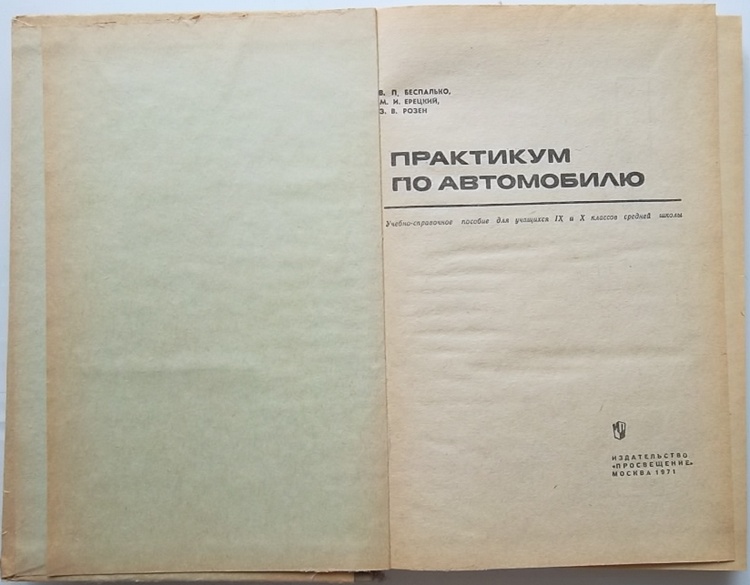 В. П. БЕСПАЛЬКО,
М. И. ЕРЕЦКИЙ,
З. В. РОЗЕН
ПРАКТИКУМ
ПО АВТОМОБИЛЮ
Учебно-справочное пособие для учащихся IX и X классов средней школы
ИЗДАТЕЛЬСТВО
«ПРОСВЕЩЕНИЕ»
МОСКВА 1971